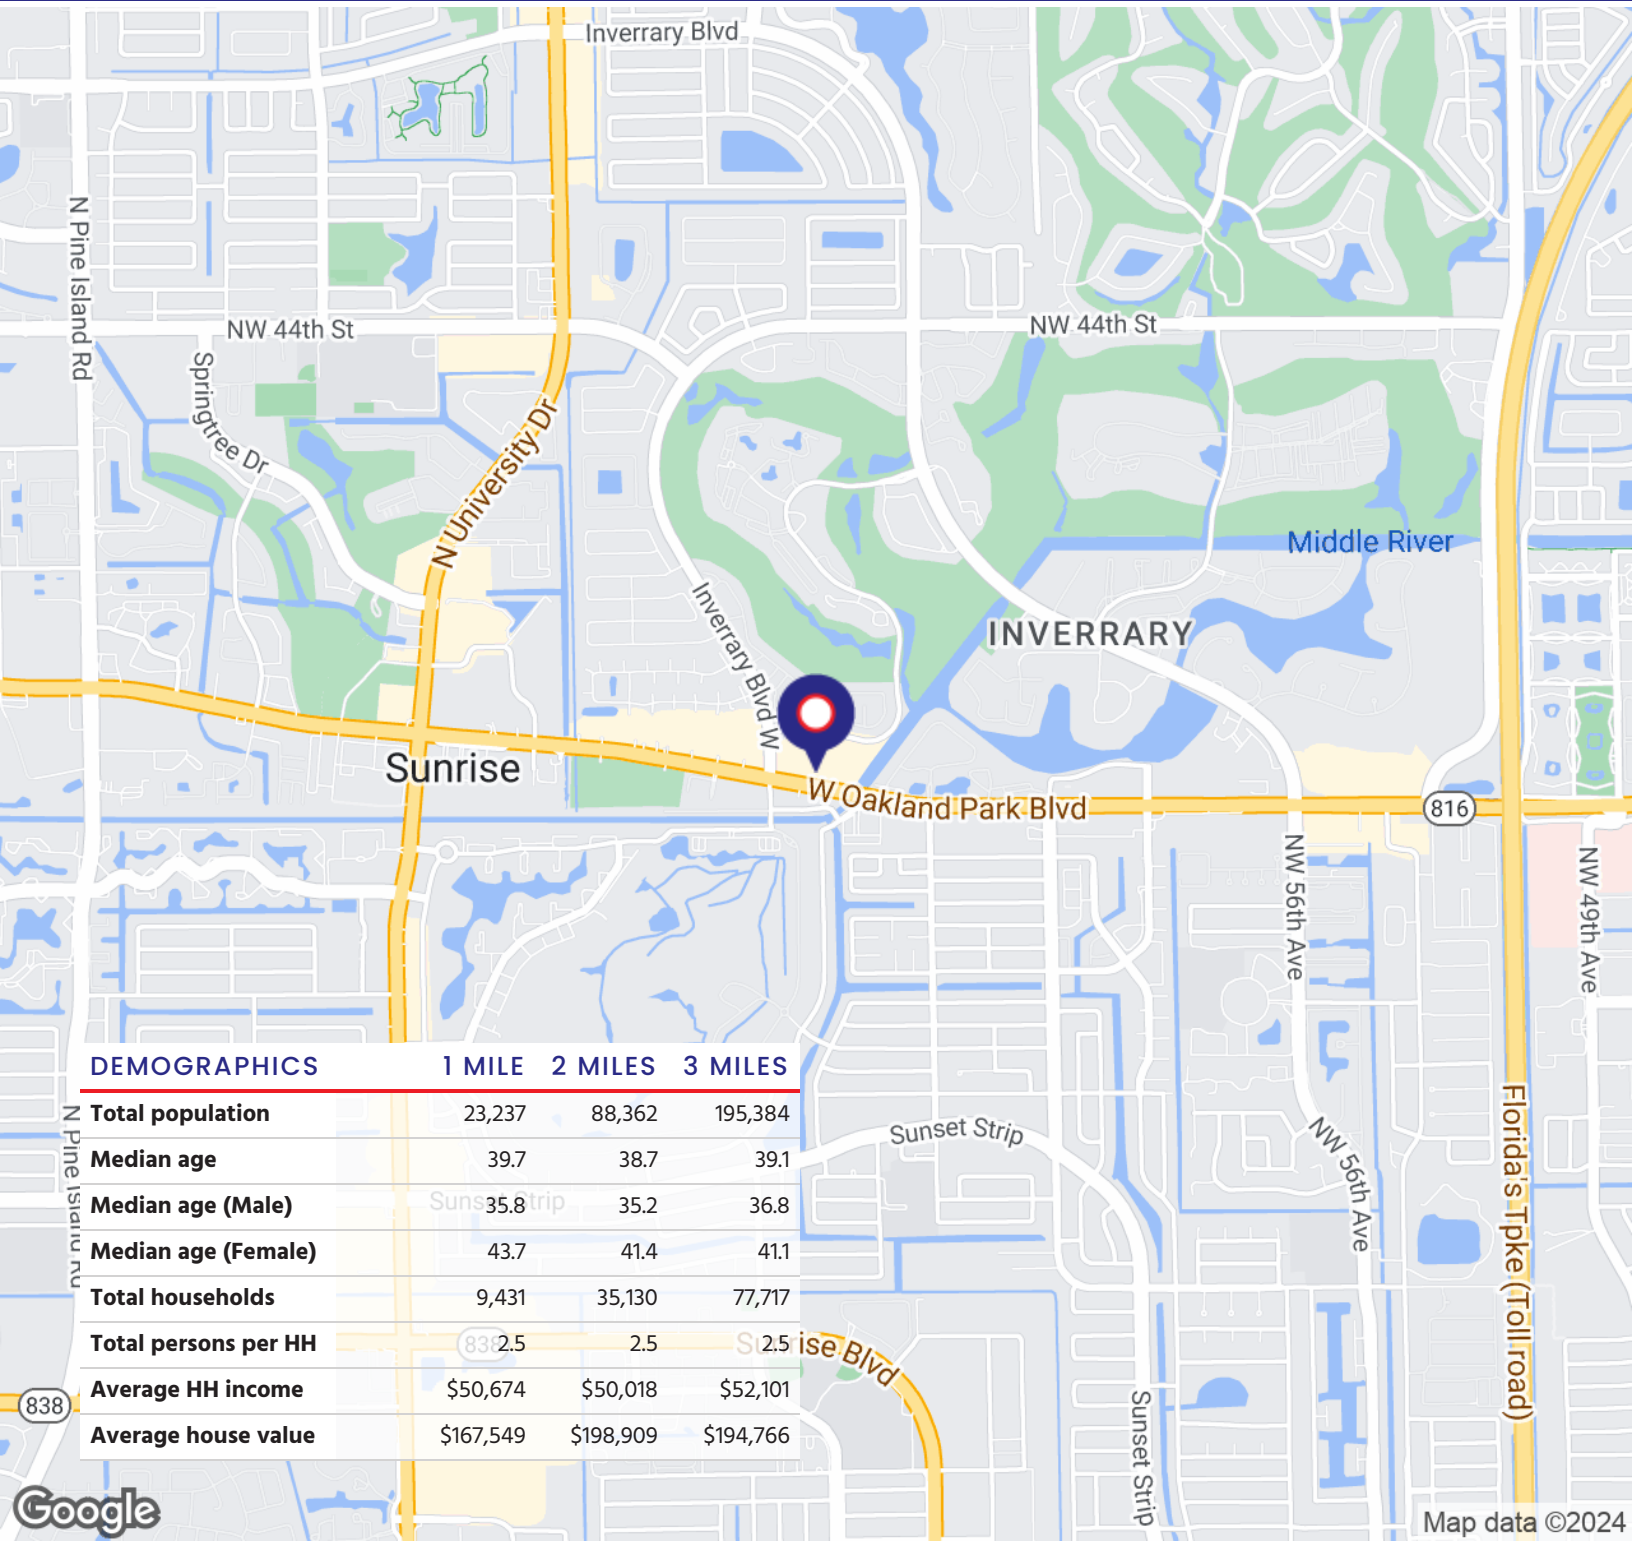 Inverrary Blvd
N Pine Island Rd
NW 44th St
NW 44th St
Springtree Dr
N University Dr
Middle River
Inverrary Blvd W
INVERRARY
Sunrise
W Oakland Park Blvd
816
NW 56th Ave
NW 49th Ave
DEMOGRAPHICS 1 MILE 2 MILES 3 MILES
Total population 23,237 88,362 195,384
Median age 39.7 38.7 39.1
Median age (Male) 35.8 35.2 36.8
Median age (Female) 43.7 41.4 41.1
Total households 9,431 35,130 77,717
Total persons per HH 2.5 2.5 2.5
Average HH income $50,674 $50,018 $52,101
Average house value $167,549 $198,909 $194,766
N Pine Island Rd
Sunset Strip
Sunset Strip
NW 56th Ave
Florida's Tpke (Toll road)
838
Sunrise Blvd
838
Sunset Strip
Google
Map data ©2024